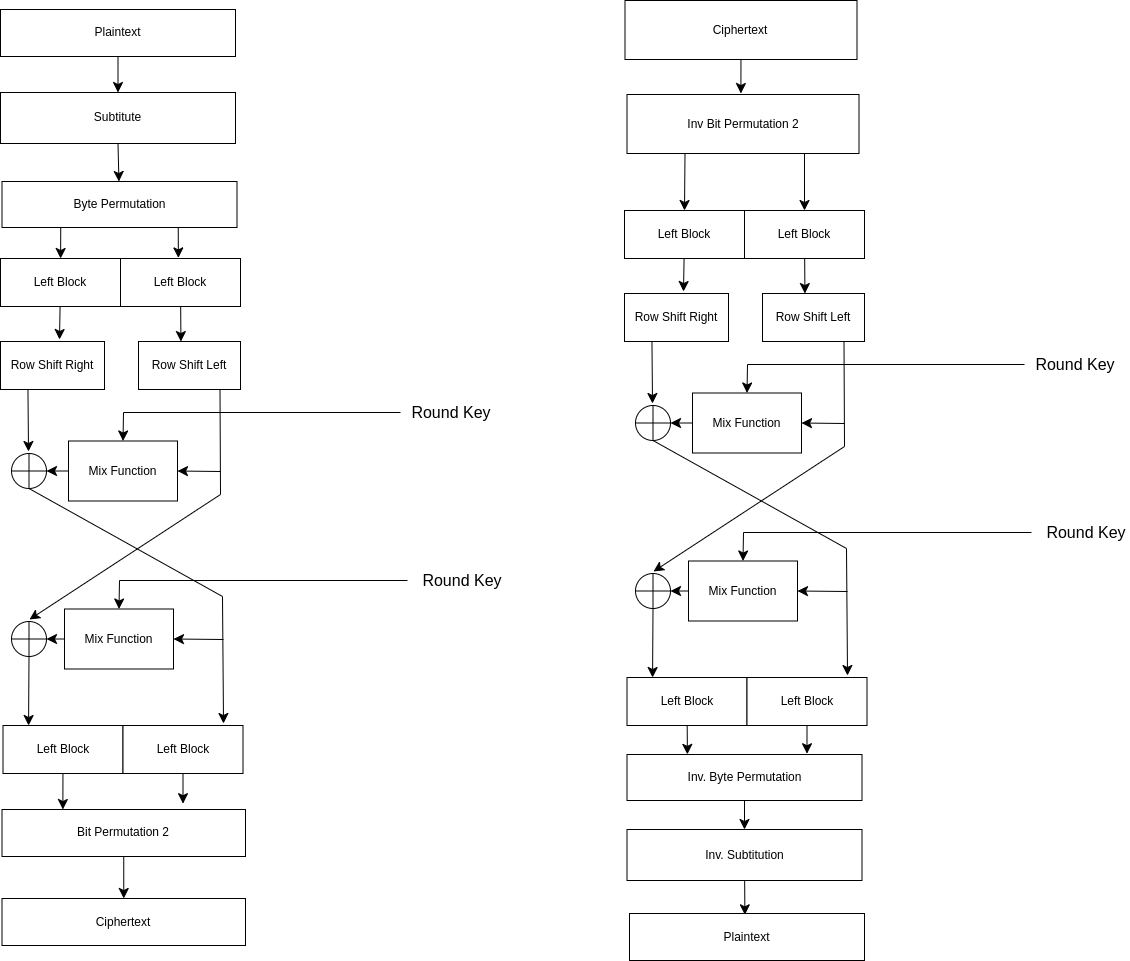 Plaintext
Subtitute
Byte Permutation
Left Block
Left Block
Row Shift Right
Row Shift Left
Round Key
Mix Function
Round Key
Mix Function
Left Block
Left Block
Bit Permutation 2
Ciphertext
Ciphertext
Inv Bit Permutation 2
Left Block
Left Block
Row Shift Right
Row Shift Left
Round Key
Mix Function
Round Key
Mix Function
Left Block
Left Block
Inv. Byte Permutation
Inv. Subtitution
Plaintext